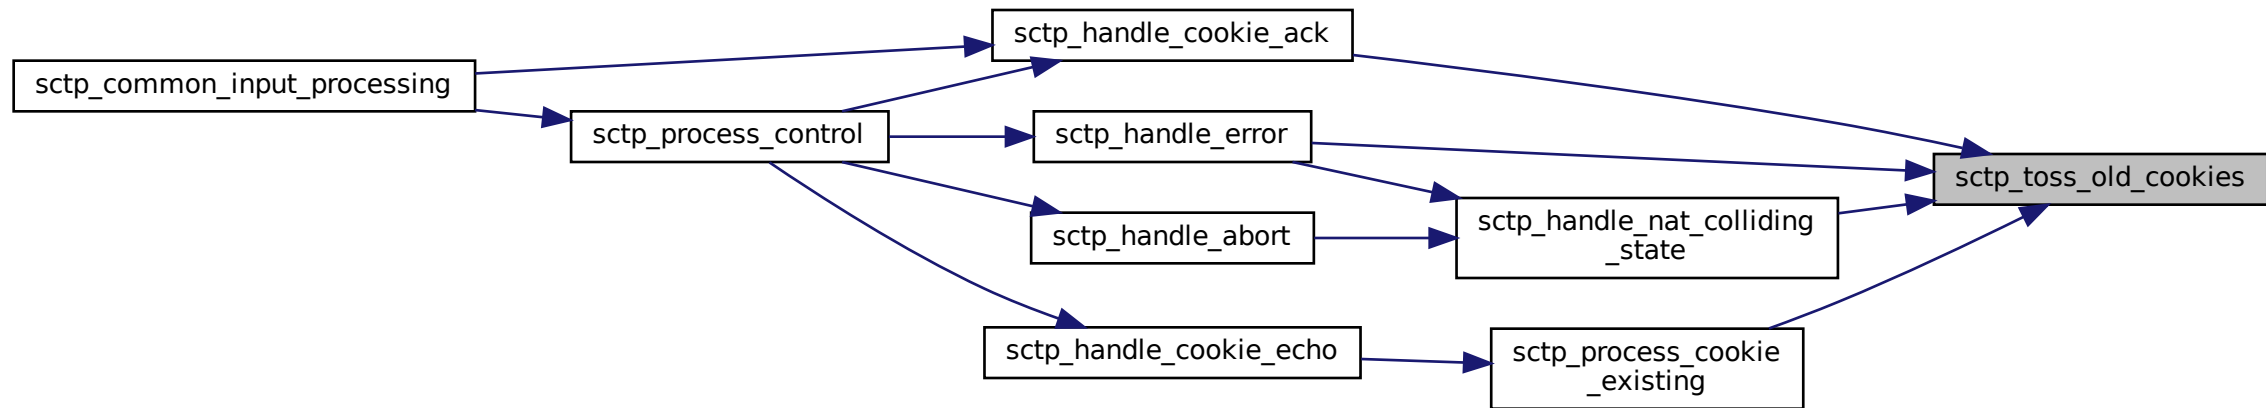 sctp_handle_cookie_ack
sctp_common_input_processing
sctp_process_control
sctp_handle_error
sctp_toss_old_cookies
sctp_handle_nat_colliding
_state
sctp_handle_abort
sctp_handle_cookie_echo
sctp_process_cookie
_existing